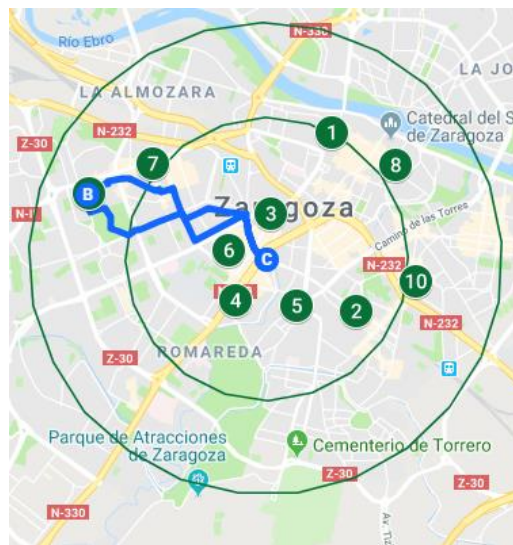 N-330
Río Ebro
LA JO
LA ALMOZARA
Catedral del S
de Zaragoza
N-232
1
Z-30
7
8
B
Zaragoza
3
N-I
Camino de las Torres
6
C
N-232
10
4
5
2
N-232
Z-30
ROMAREDA
Parque de Atracciones
de Zaragoza
Cementerio de Torrero
Z-30
Z-30
N-330
Av. Tiz